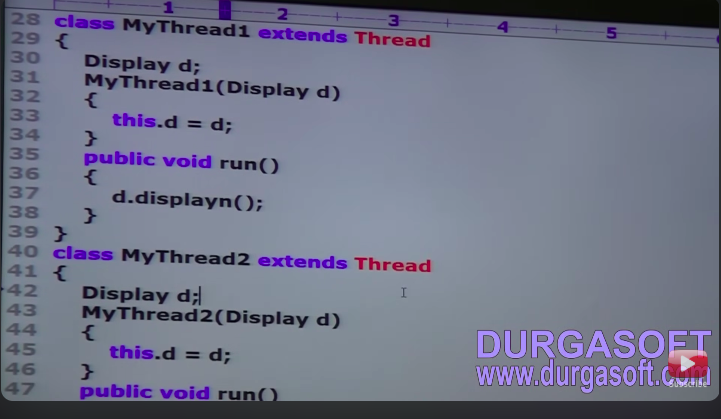 1 2 3 4 5
28 class MyThread1 extends Thread
29 {
30 Display d;
31 MyThread1(Display d)
32 {
33 this.d = d;
34 }
35 public void run()
36 {
37 d.displayn();
38 }
39 }
40 class MyThread2 extends Thread
41 {
42 Display d;
43 MyThread2(Display d)
44 {
45 this.d = d;
46 }
47 public void run()
DURGASOFT
www.durgasoft.com
SUBSCRIBE